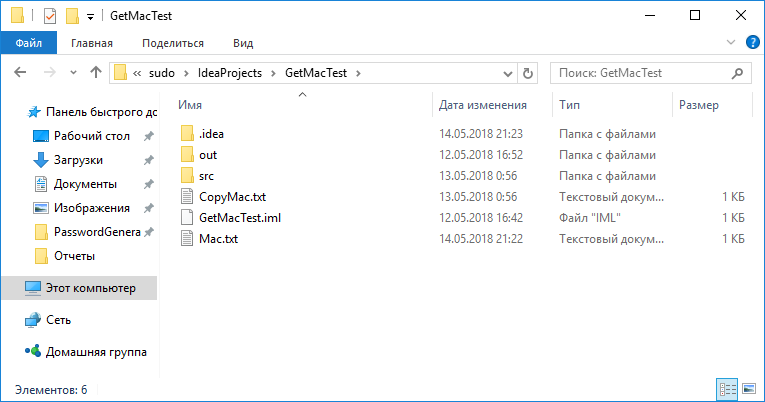 GetMacTest
Файл Главная Поделиться Вид
« sudo > IdeaProjects > GetMacTest > Поиск: GetMacTest
Имя Дата изменения Тип Размер
Панель быстрого дс
Рабочий стол
Загрузки
Документы
Изображения
PasswordGenera
Отчеты
Этот компьютер
Сеть
Домашняя группа
.idea 14.05.2018 21:23 Папка с файлами
out 12.05.2018 16:52 Папка с файлами
src 13.05.2018 0:56 Папка с файлами
CopyMac.txt 13.05.2018 0:56 Текстовый докум... 1 КБ
GetMacTest.iml 12.05.2018 16:42 Файл "IML" 1 КБ
Mac.txt 14.05.2018 21:22 Текстовый докум... 1 КБ
Элементов: 6